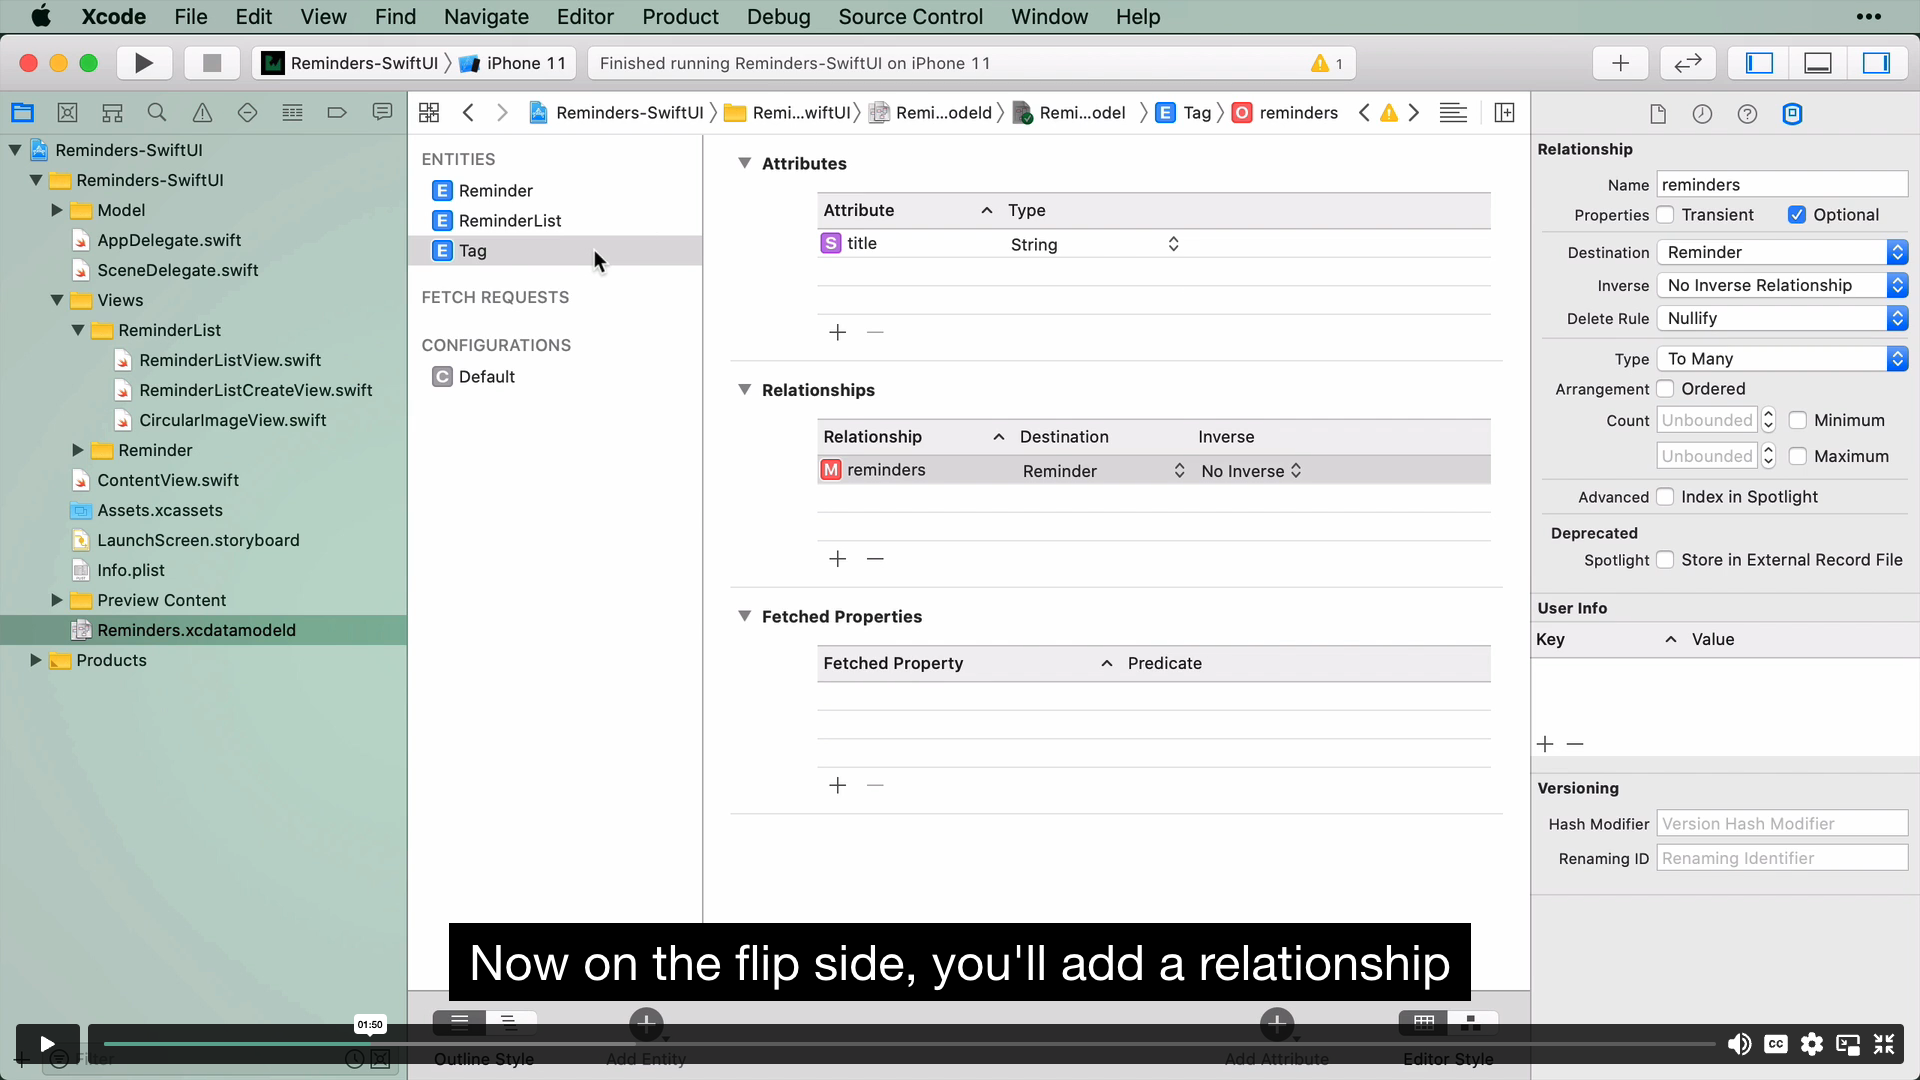 Xcode File Edit View Find Navigate Editor Product Debug Source Control Window Help
Reminders-SwiftUI iPhone 11
Finished running Reminders-SwiftUI on iPhone 11
1
Reminders-SwiftUI Remi...wiftUI Remi...odeld Remi...odel E Tag O reminders
Reminders-SwiftUI
Reminders-SwiftUI
Model
AppDelegate.swift
SceneDelegate.swift
Views
ReminderList
ReminderListView.swift
ReminderListCreateView.swift
CircularImageView.swift
Reminder
ContentView.swift
Assets.xcassets
LaunchScreen.storyboard
Info.plist
Preview Content
Reminders.xcdatamodeld
Products
ENTITIES
E Reminder
E ReminderList
E Tag
FETCH REQUESTS
CONFIGURATIONS
C Default
Attributes
Attribute Type
S title String
Relationships
Relationship Destination Inverse
M reminders Reminder No Inverse
Fetched Properties
Fetched Property Predicate
Relationship
Name reminders
Properties Transient Optional
Destination Reminder
Inverse No Inverse Relationship
Delete Rule Nullify
Type To Many
Arrangement Ordered
Count Unbounded Minimum
Unbounded Maximum
Advanced Index in Spotlight
Deprecated
Spotlight Store in External Record File
User Info
Key Value
Versioning
Hash Modifier Version Hash Modifier
Renaming ID Renaming Identifier
Now on the flip side, you'll add a relationship
01:50
CC
Filter
Outline Style Add Entity Add Attribute Editor Style